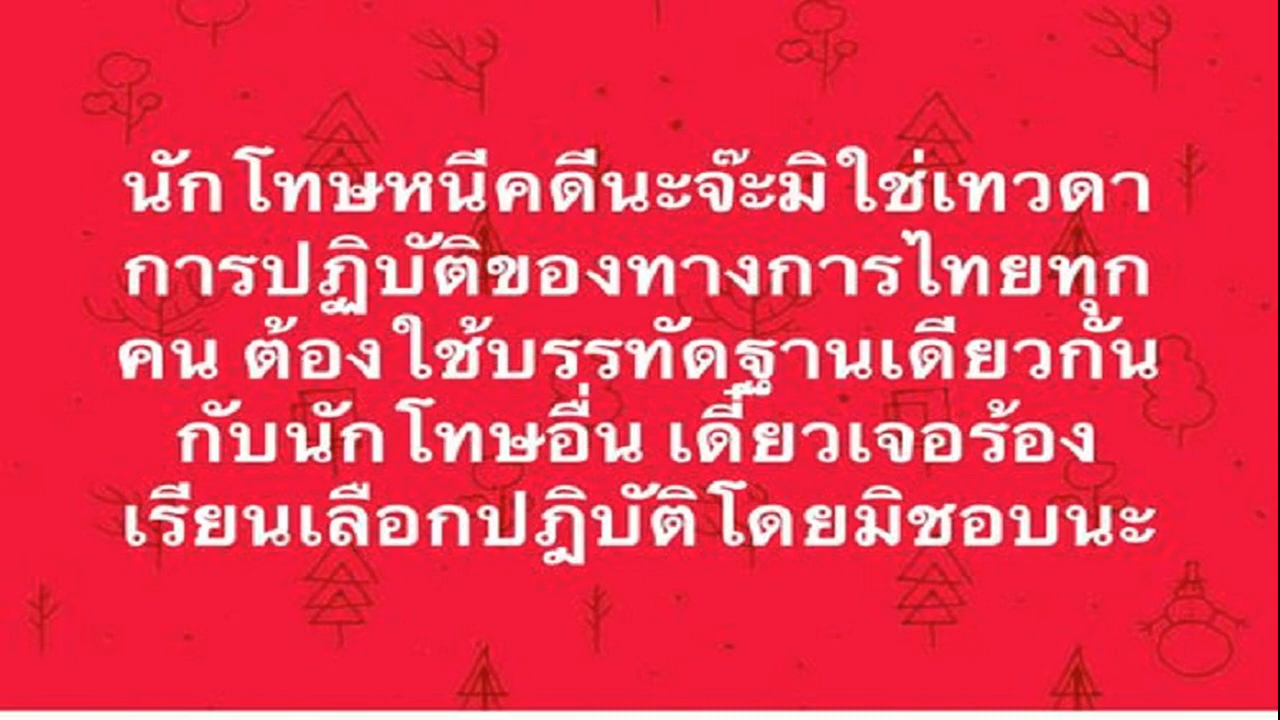 นักโทษหนีคดีนะจ๊ะมิใช่เทวดา
การปฏิบัติของทางการไทยทุก
คน ต้องใช้บรรทัดฐานเดียวกัน
กับนักโทษอื่น เดี๋ยวเจอร้อง
เรียนเลือกปฎิบัติโดยมิชอบนะ